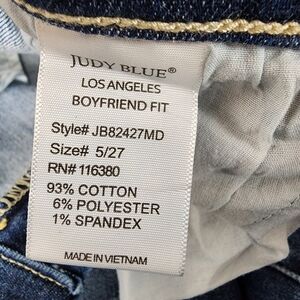 JUDY BLUE®
LOS ANGELES
BOYFRIEND FIT
Style# JB82427MD
Size# 5/27
RN# 116380
93% COTTON
6% POLYESTER
1% SPANDEX
MADE IN VIETNAM